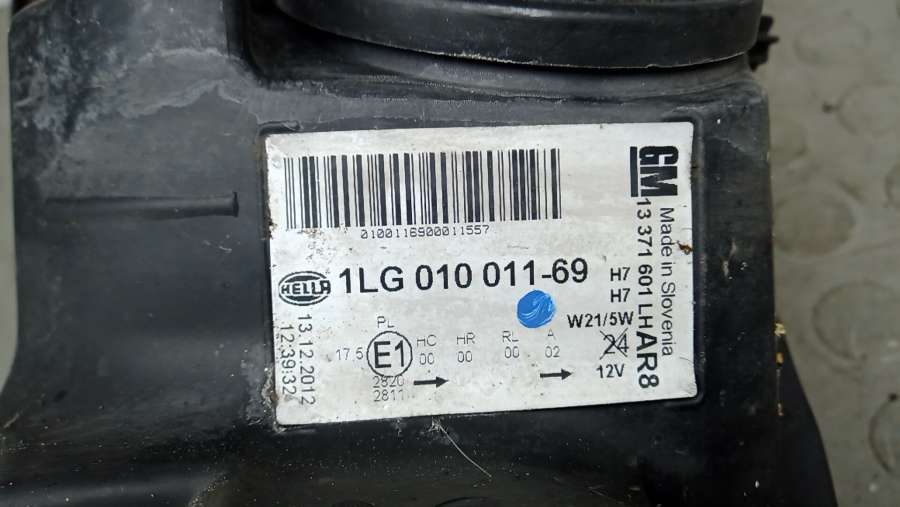 0100116900011557
HELLA 1LG 010 011-69
H7
H7
W21/5W
24
12V
PL
17.5 E1
HC HR RL A
00 00 00 02
2820
2811
13.12.2012
12:39:32
GM
13 371 601 LHAR8
Made in Slovenia